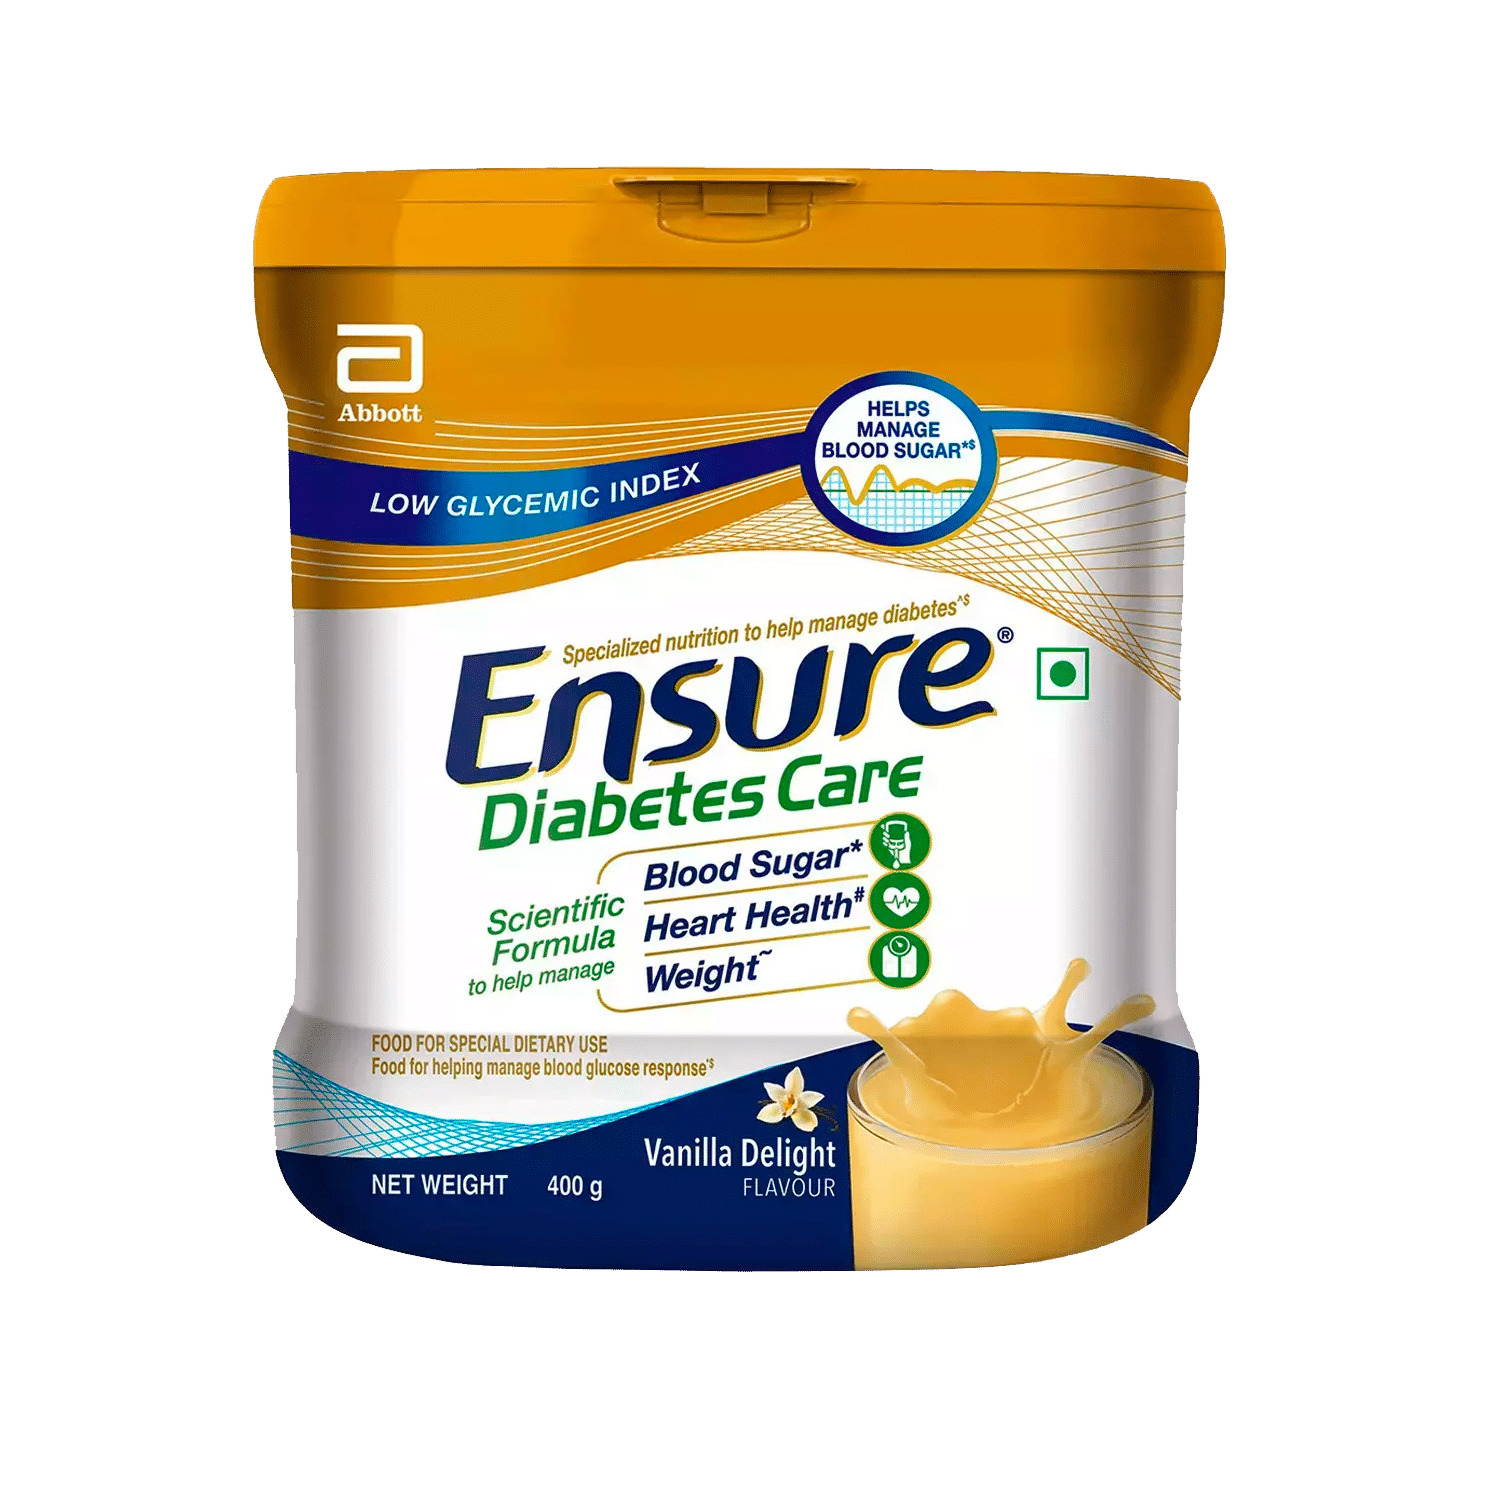 Abbott
LOW GLYCEMIC INDEX
HELPS
MANAGE
BLOOD SUGAR*$
Specialized nutrition to help manage diabetes^$
Ensure®
Diabetes Care
Scientific
Formula
to help manage
Blood Sugar*
Heart Health#
Weight~
FOOD FOR SPECIAL DIETARY USE
Food for helping manage blood glucose response'$
Vanilla Delight
FLAVOUR
NET WEIGHT 400 g